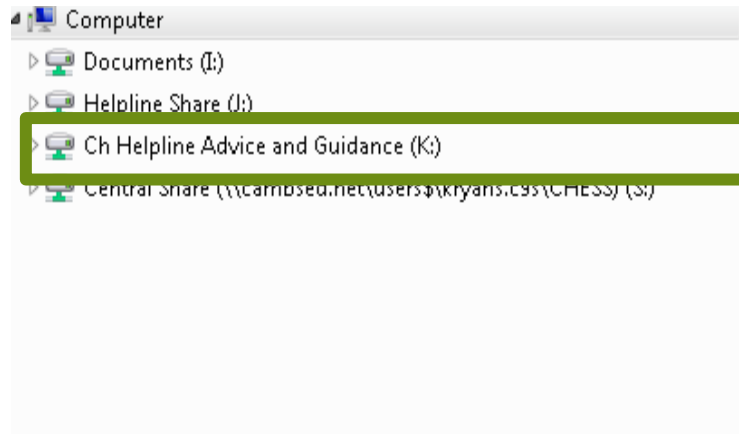 Computer
Documents (I:)
Helpline Share (J:)
Ch Helpline Advice and Guidance (K:)
Central Share (\\cambsed.net\users$\kryans.c9s\CHESS) (S:)